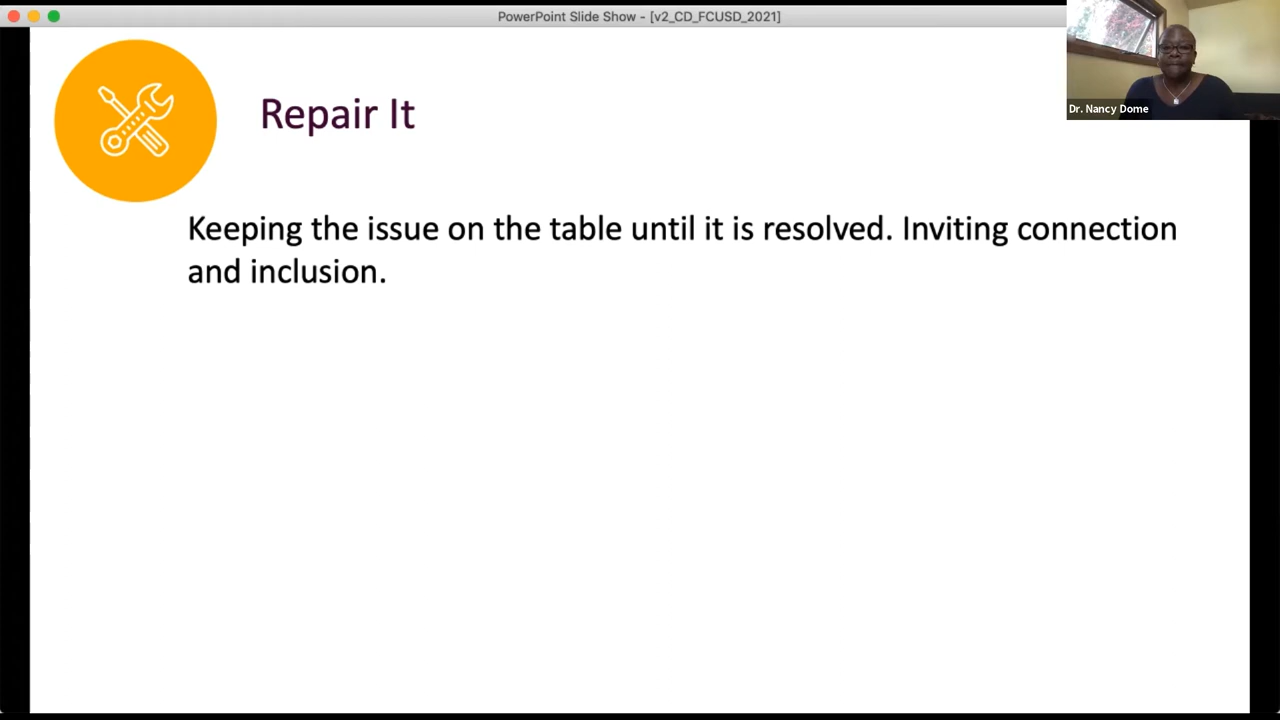 PowerPoint Slide Show - [v2_CD_FCUSD_2021]
Dr. Nancy Dome
Repair It
Keeping the issue on the table until it is resolved. Inviting connection
and inclusion.